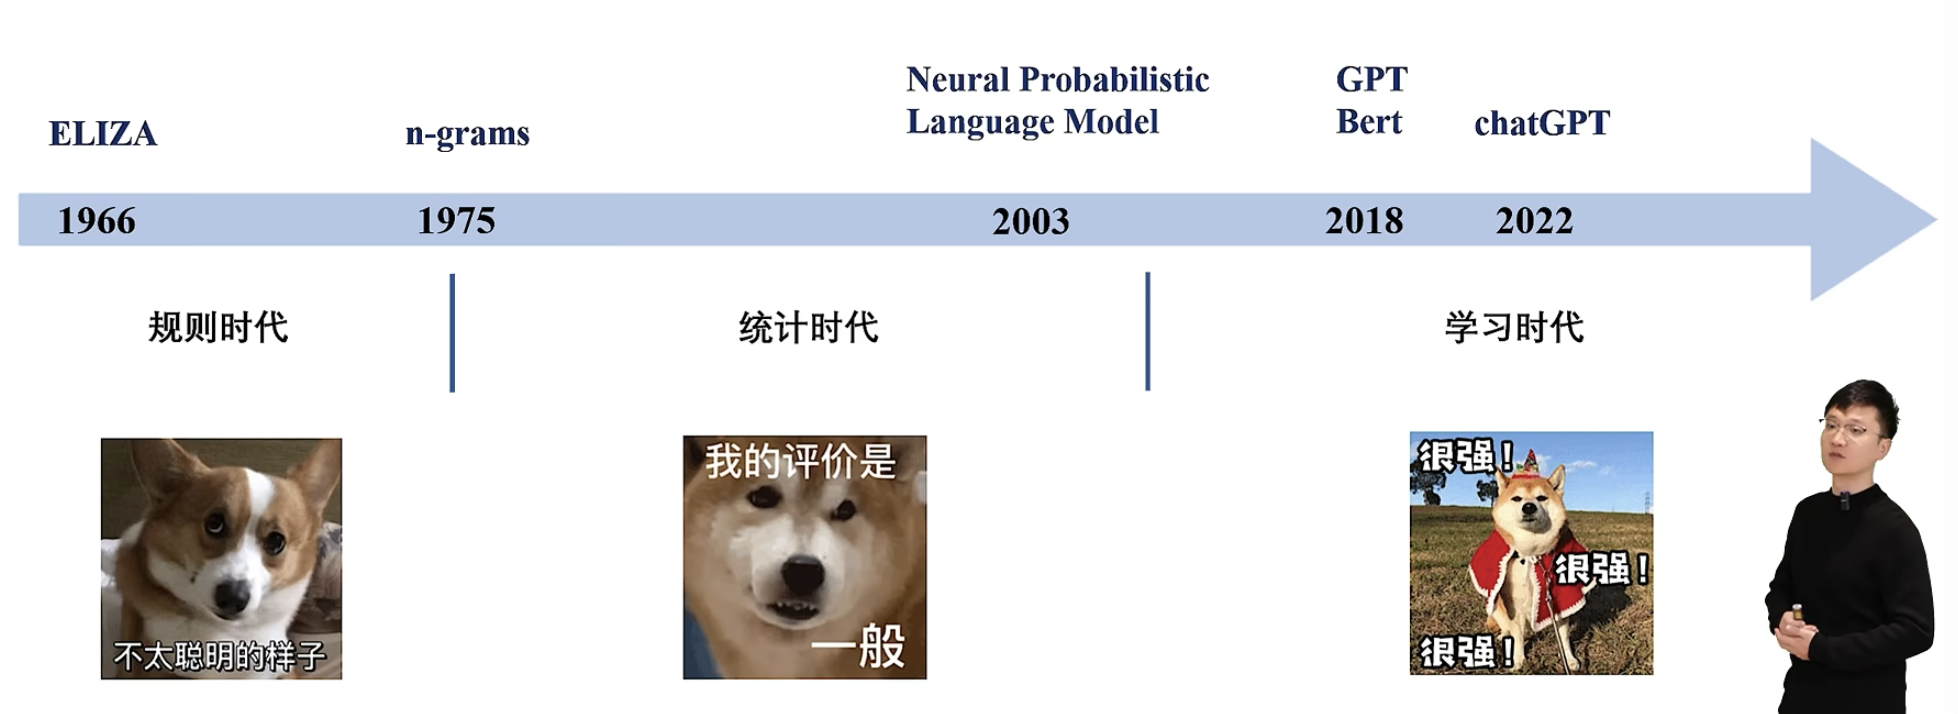 ELIZA
n-grams
Neural Probabilistic
Language Model
GPT
Bert
chatGPT
1966
1975
2003
2018
2022
规则时代
统计时代
学习时代
不太聪明的样子
我的评价是
一般
很强！
很强！
很强！